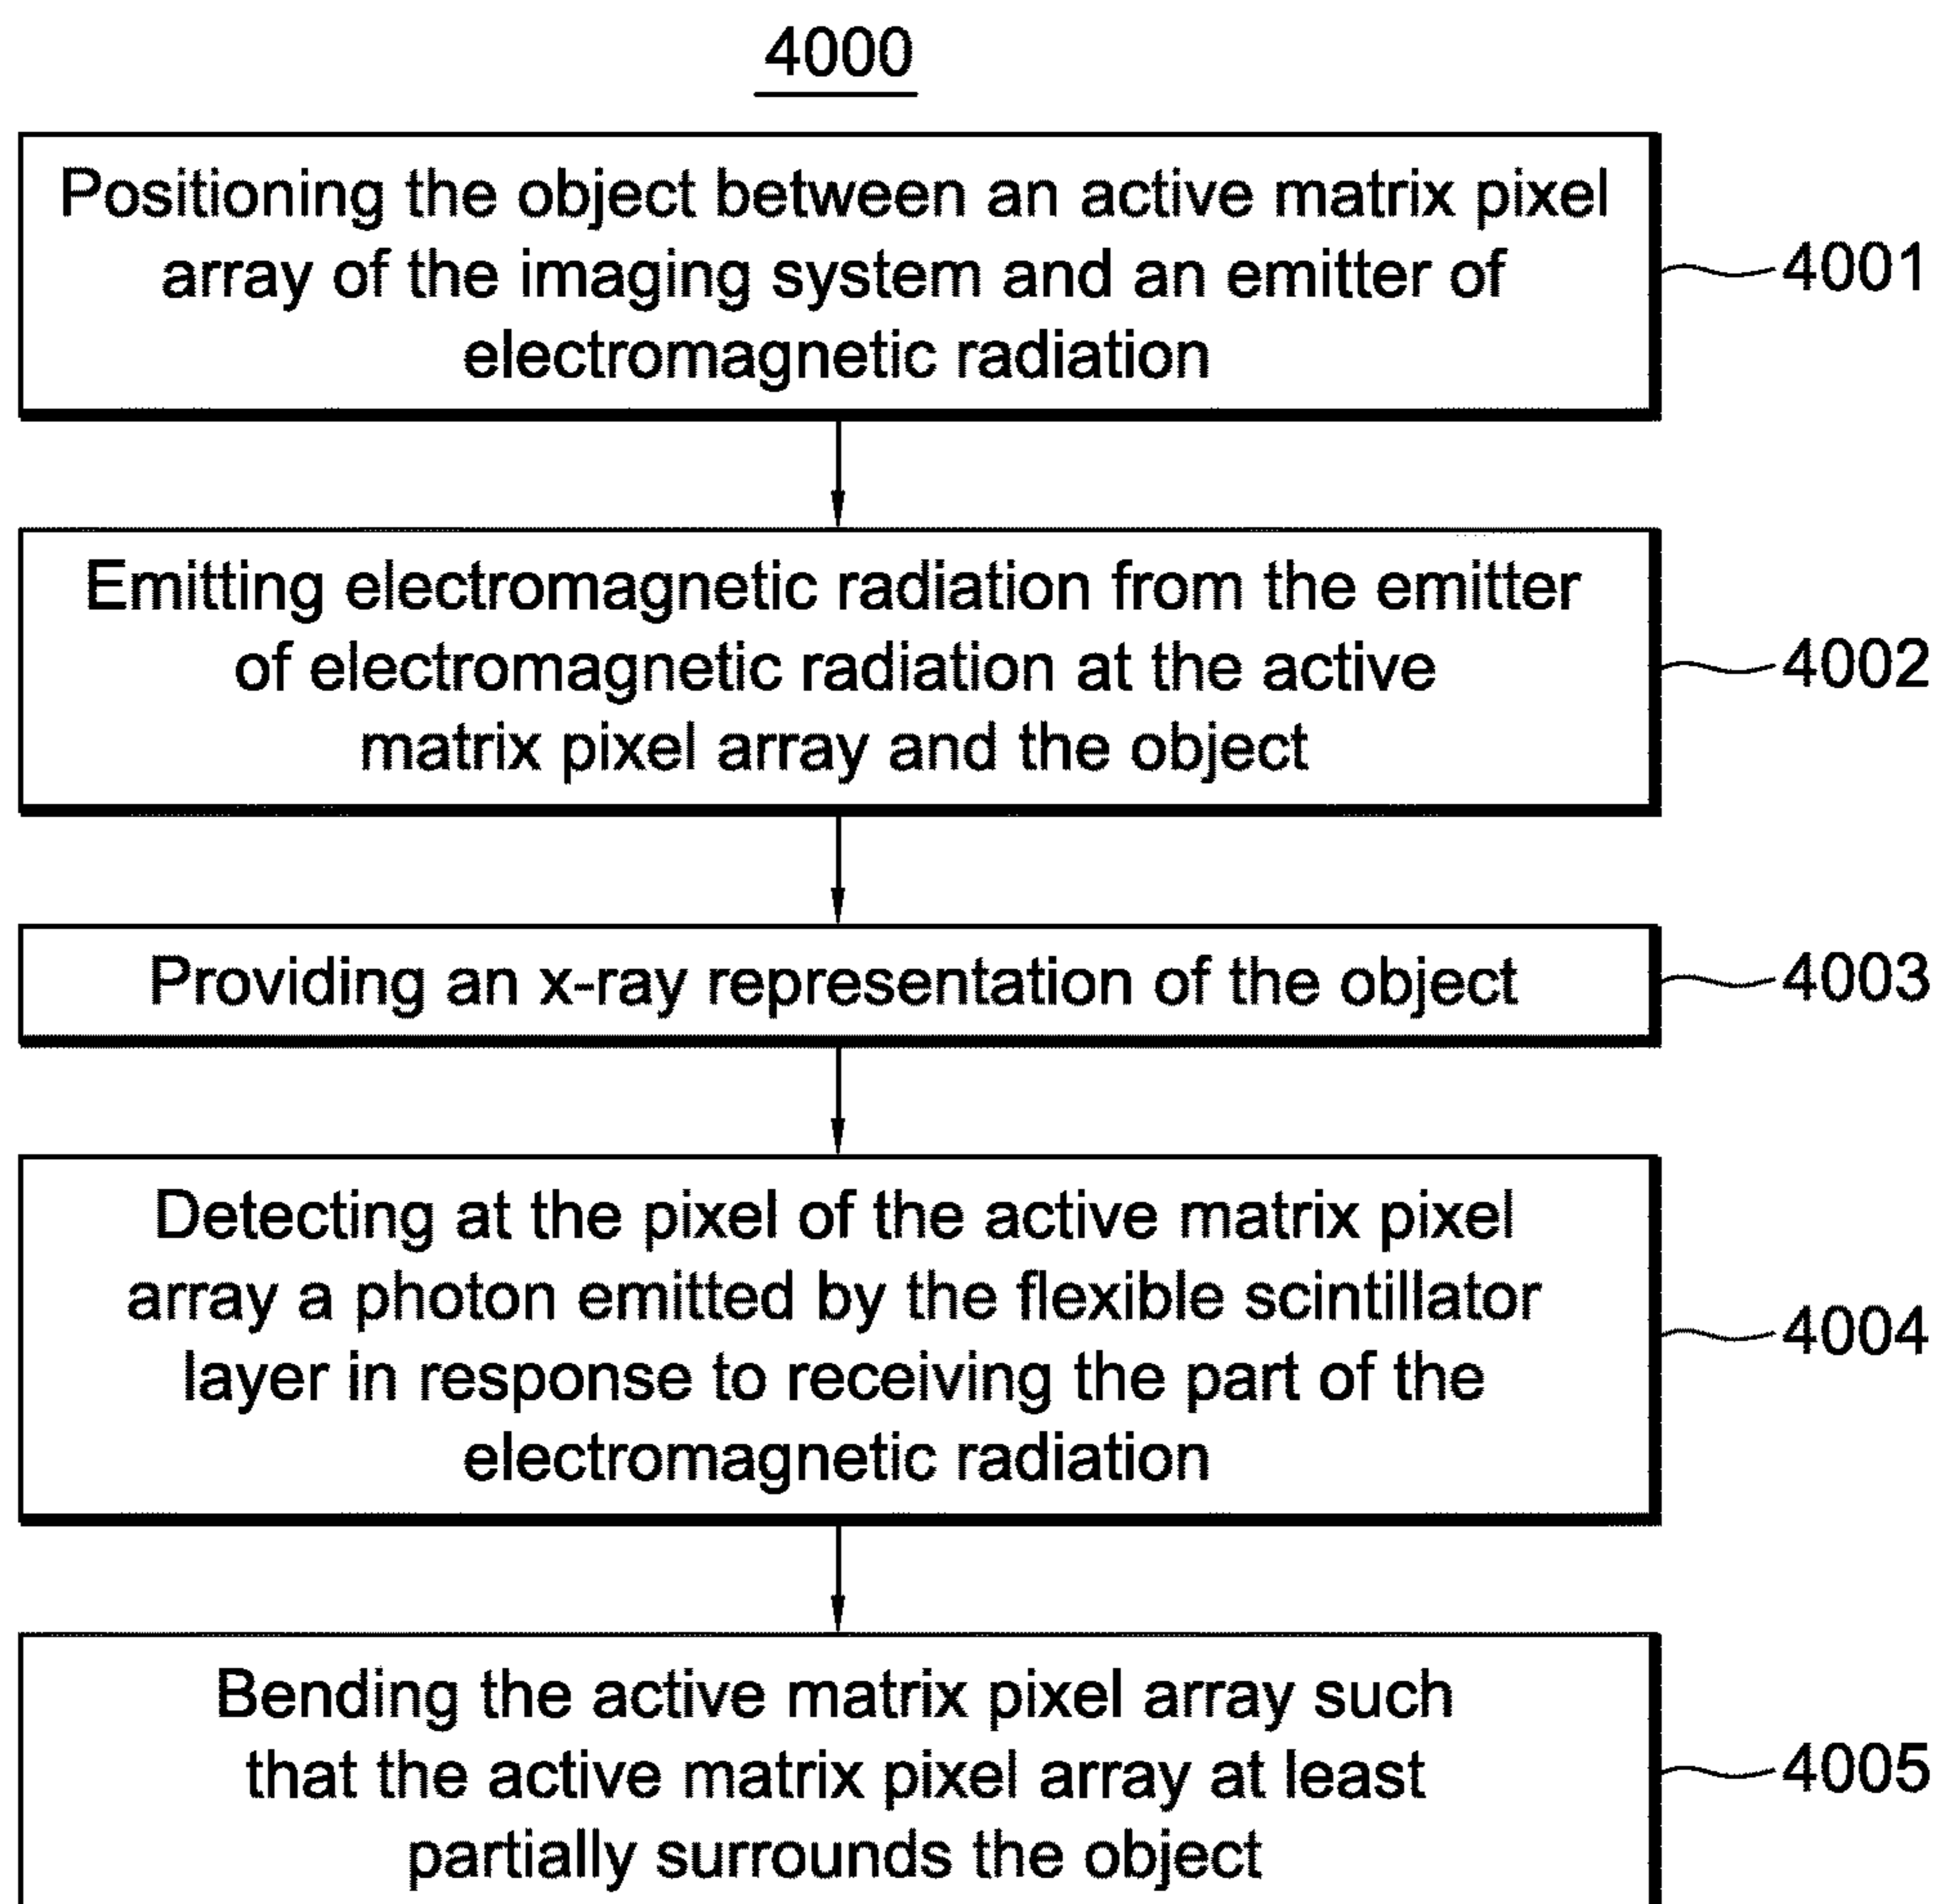 4000
Positioning the object between an active matrix pixel
array of the imaging system and an emitter of
electromagnetic radiation
4001
Emitting electromagnetic radiation from the emitter
of electromagnetic radiation at the active
matrix pixel array and the object
4002
Providing an x-ray representation of the object
4003
Detecting at the pixel of the active matrix pixel
array a photon emitted by the flexible scintillator
layer in response to receiving the part of the
electromagnetic radiation
4004
Bending the active matrix pixel array such
that the active matrix pixel array at least
partially surrounds the object
4005